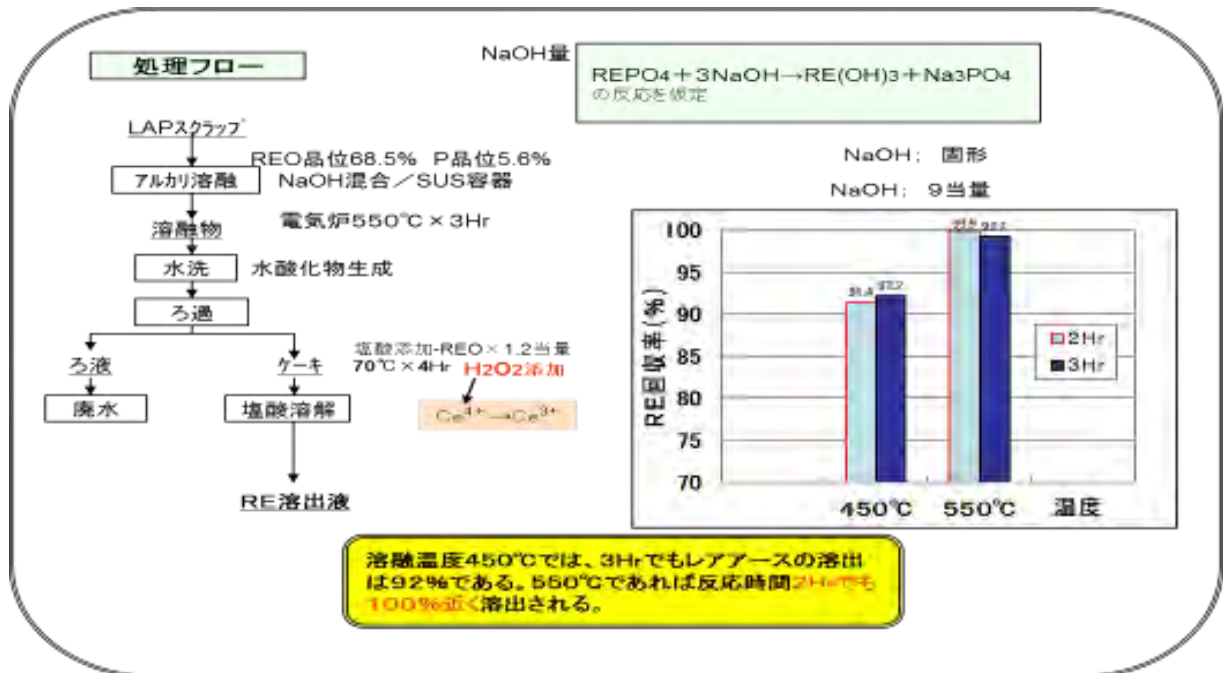 処理フロー
NaOH量
REPO4＋3NaOH→RE(OH)3＋Na3PO4
の反応を仮定
LAPスクラップ
REO品位68.5%　P品位5.6%
アルカリ溶融
NaOH混合／SUS容器
溶融物
電気炉550℃×3Hr
水洗
水酸化物生成
ろ過
ろ液
ケーキ
塩酸添加-REO×1.2当量
70℃×4Hr
H2O2添加
廃水
塩酸溶解
Ce4+→Ce3+
RE溶出液
NaOH;　固形
NaOH;　9当量
RE回収率(%)
100
95
90
85
80
75
70
91.4
92.2
2Hr
3Hr
450℃
550℃
温度
溶融温度450℃では、3Hrでもレアアースの溶出
は92%である。550℃であれば反応時間2Hrでも
100%近く溶出される。